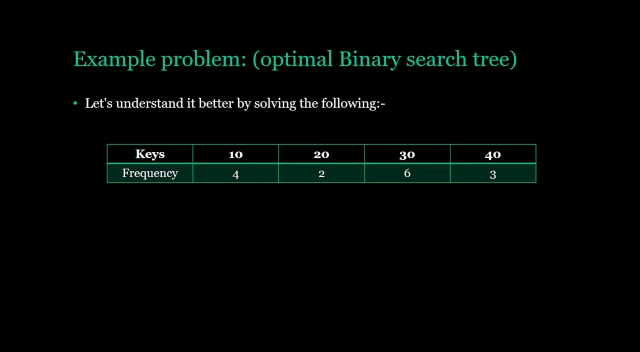 Example problem: (optimal Binary search tree)
• Let's understand it better by solving the following:-
Keys 10 20 30 40
Frequency 4 2 6 3